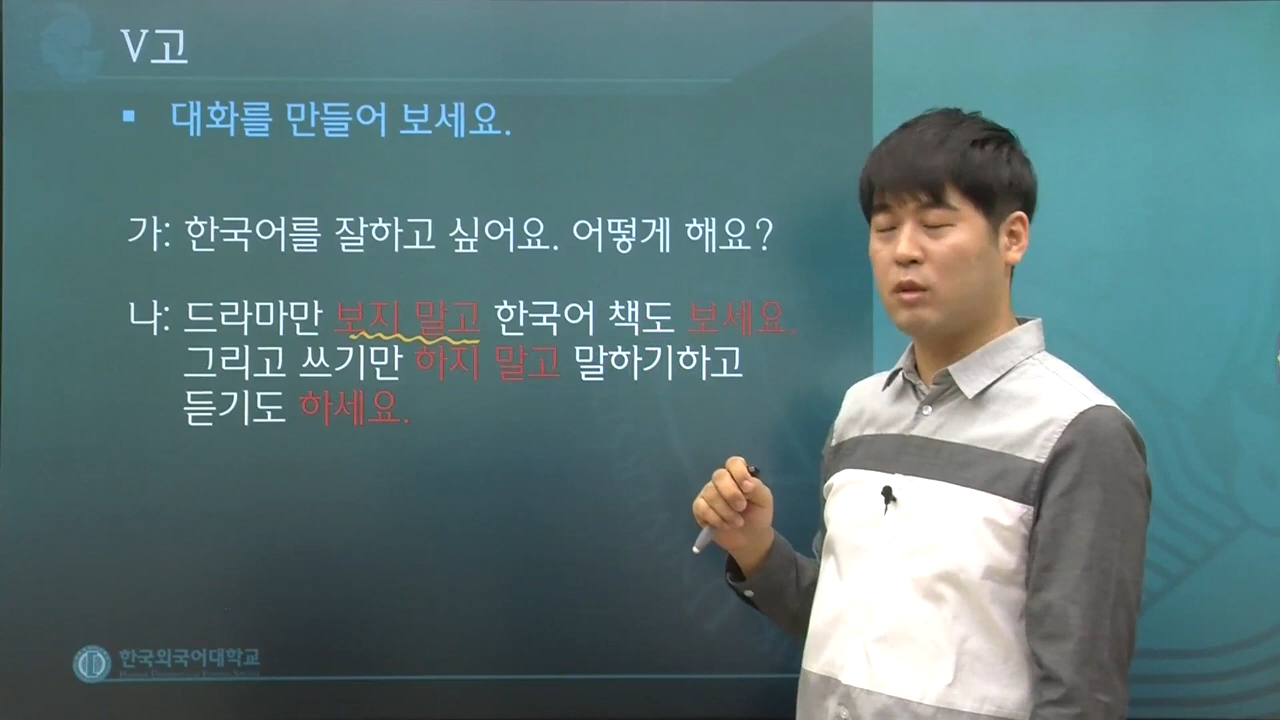 V고
▪ 대화를 만들어 보세요.
가: 한국어를 잘하고 싶어요. 어떻게 해요?
나: 드라마만 보지 말고 한국어 책도 보세요.
그리고 쓰기만 하지 말고 말하기하고
듣기도 하세요.
한국외국어대학교